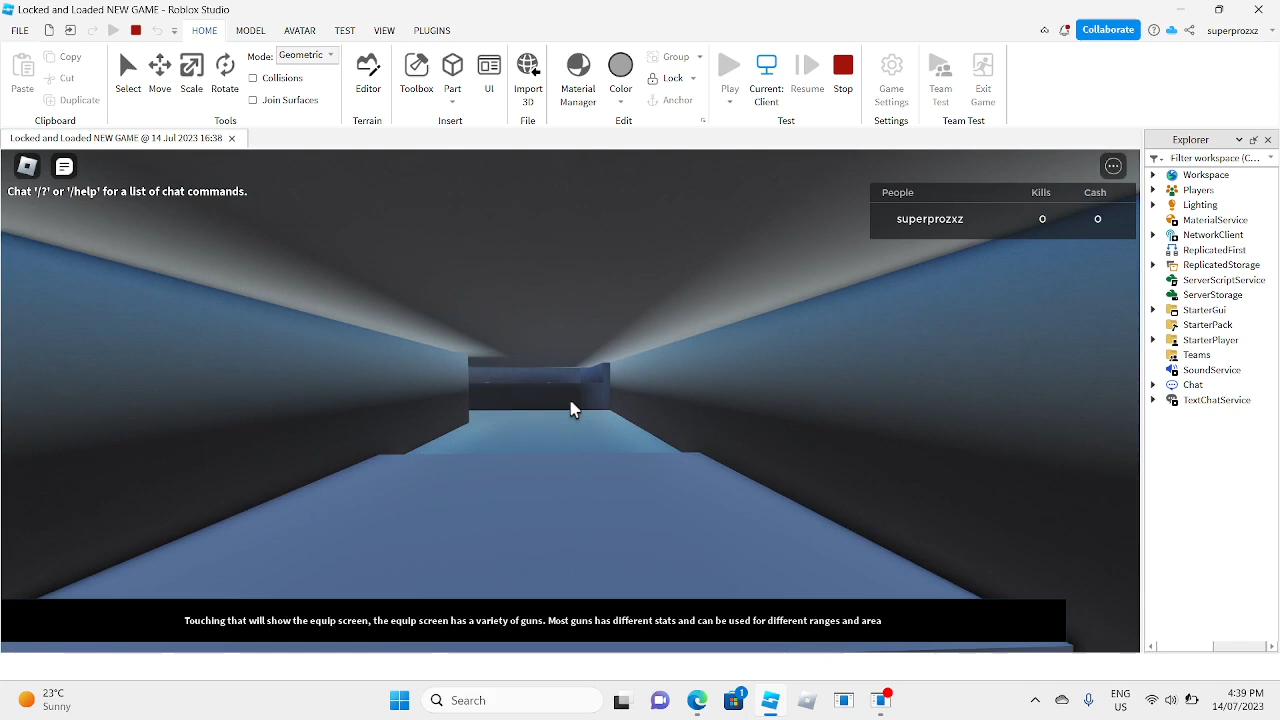 Locked and Loaded NEW GAME - Roblox Studio
FILE HOME MODEL AVATAR TEST VIEW PLUGINS
Collaborate superprozxz
Paste Copy Cut Duplicate
Clipboard
Select Move Scale Rotate
Mode: Geometric
Collisions
Join Surfaces
Tools
Editor
Terrain
Toolbox Part UI
Insert
Import 3D
File
Material Manager Color
Group
Lock
Anchor
Edit
Play Current: Client Resume Stop
Test
Game Settings
Settings
Team Test Exit Game
Team Test
Locked and Loaded NEW GAME @ 14 Jul 2023 16:38
Chat '/?' or '/help' for a list of chat commands.
People Kills Cash
superprozxz 0 0
Touching that will show the equip screen, the equip screen has a variety of guns. Most guns has different stats and can be used for different ranges and area
Explorer
Filter workspace (C...
Workspace
Players
Lighting
MaterialService
NetworkClient
ReplicatedFirst
ReplicatedStorage
ServerScriptService
ServerStorage
StarterGui
StarterPack
StarterPlayer
Teams
SoundService
Chat
TextChatService
23°C
Sunny
Search
1
ENG
US
4:39 PM
14/07/2023